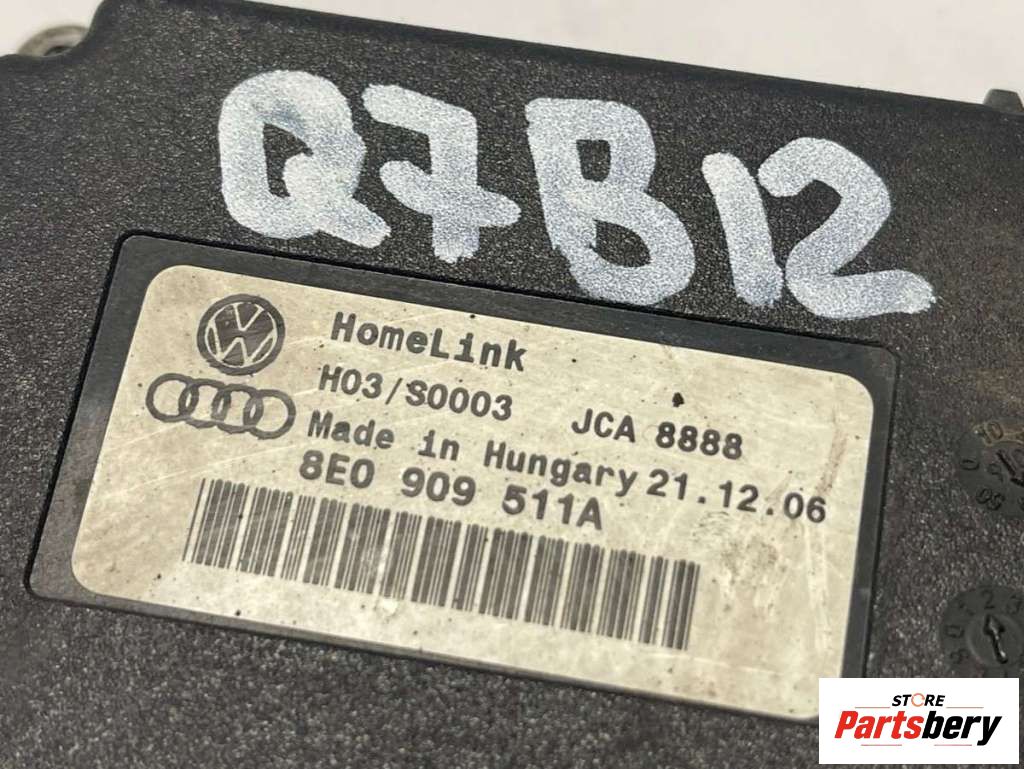 Q7B12
HomeLink
H03/S0003 JCA 8888
Made in Hungary 21.12.06
8E0 909 511A
STORE
Partsbery